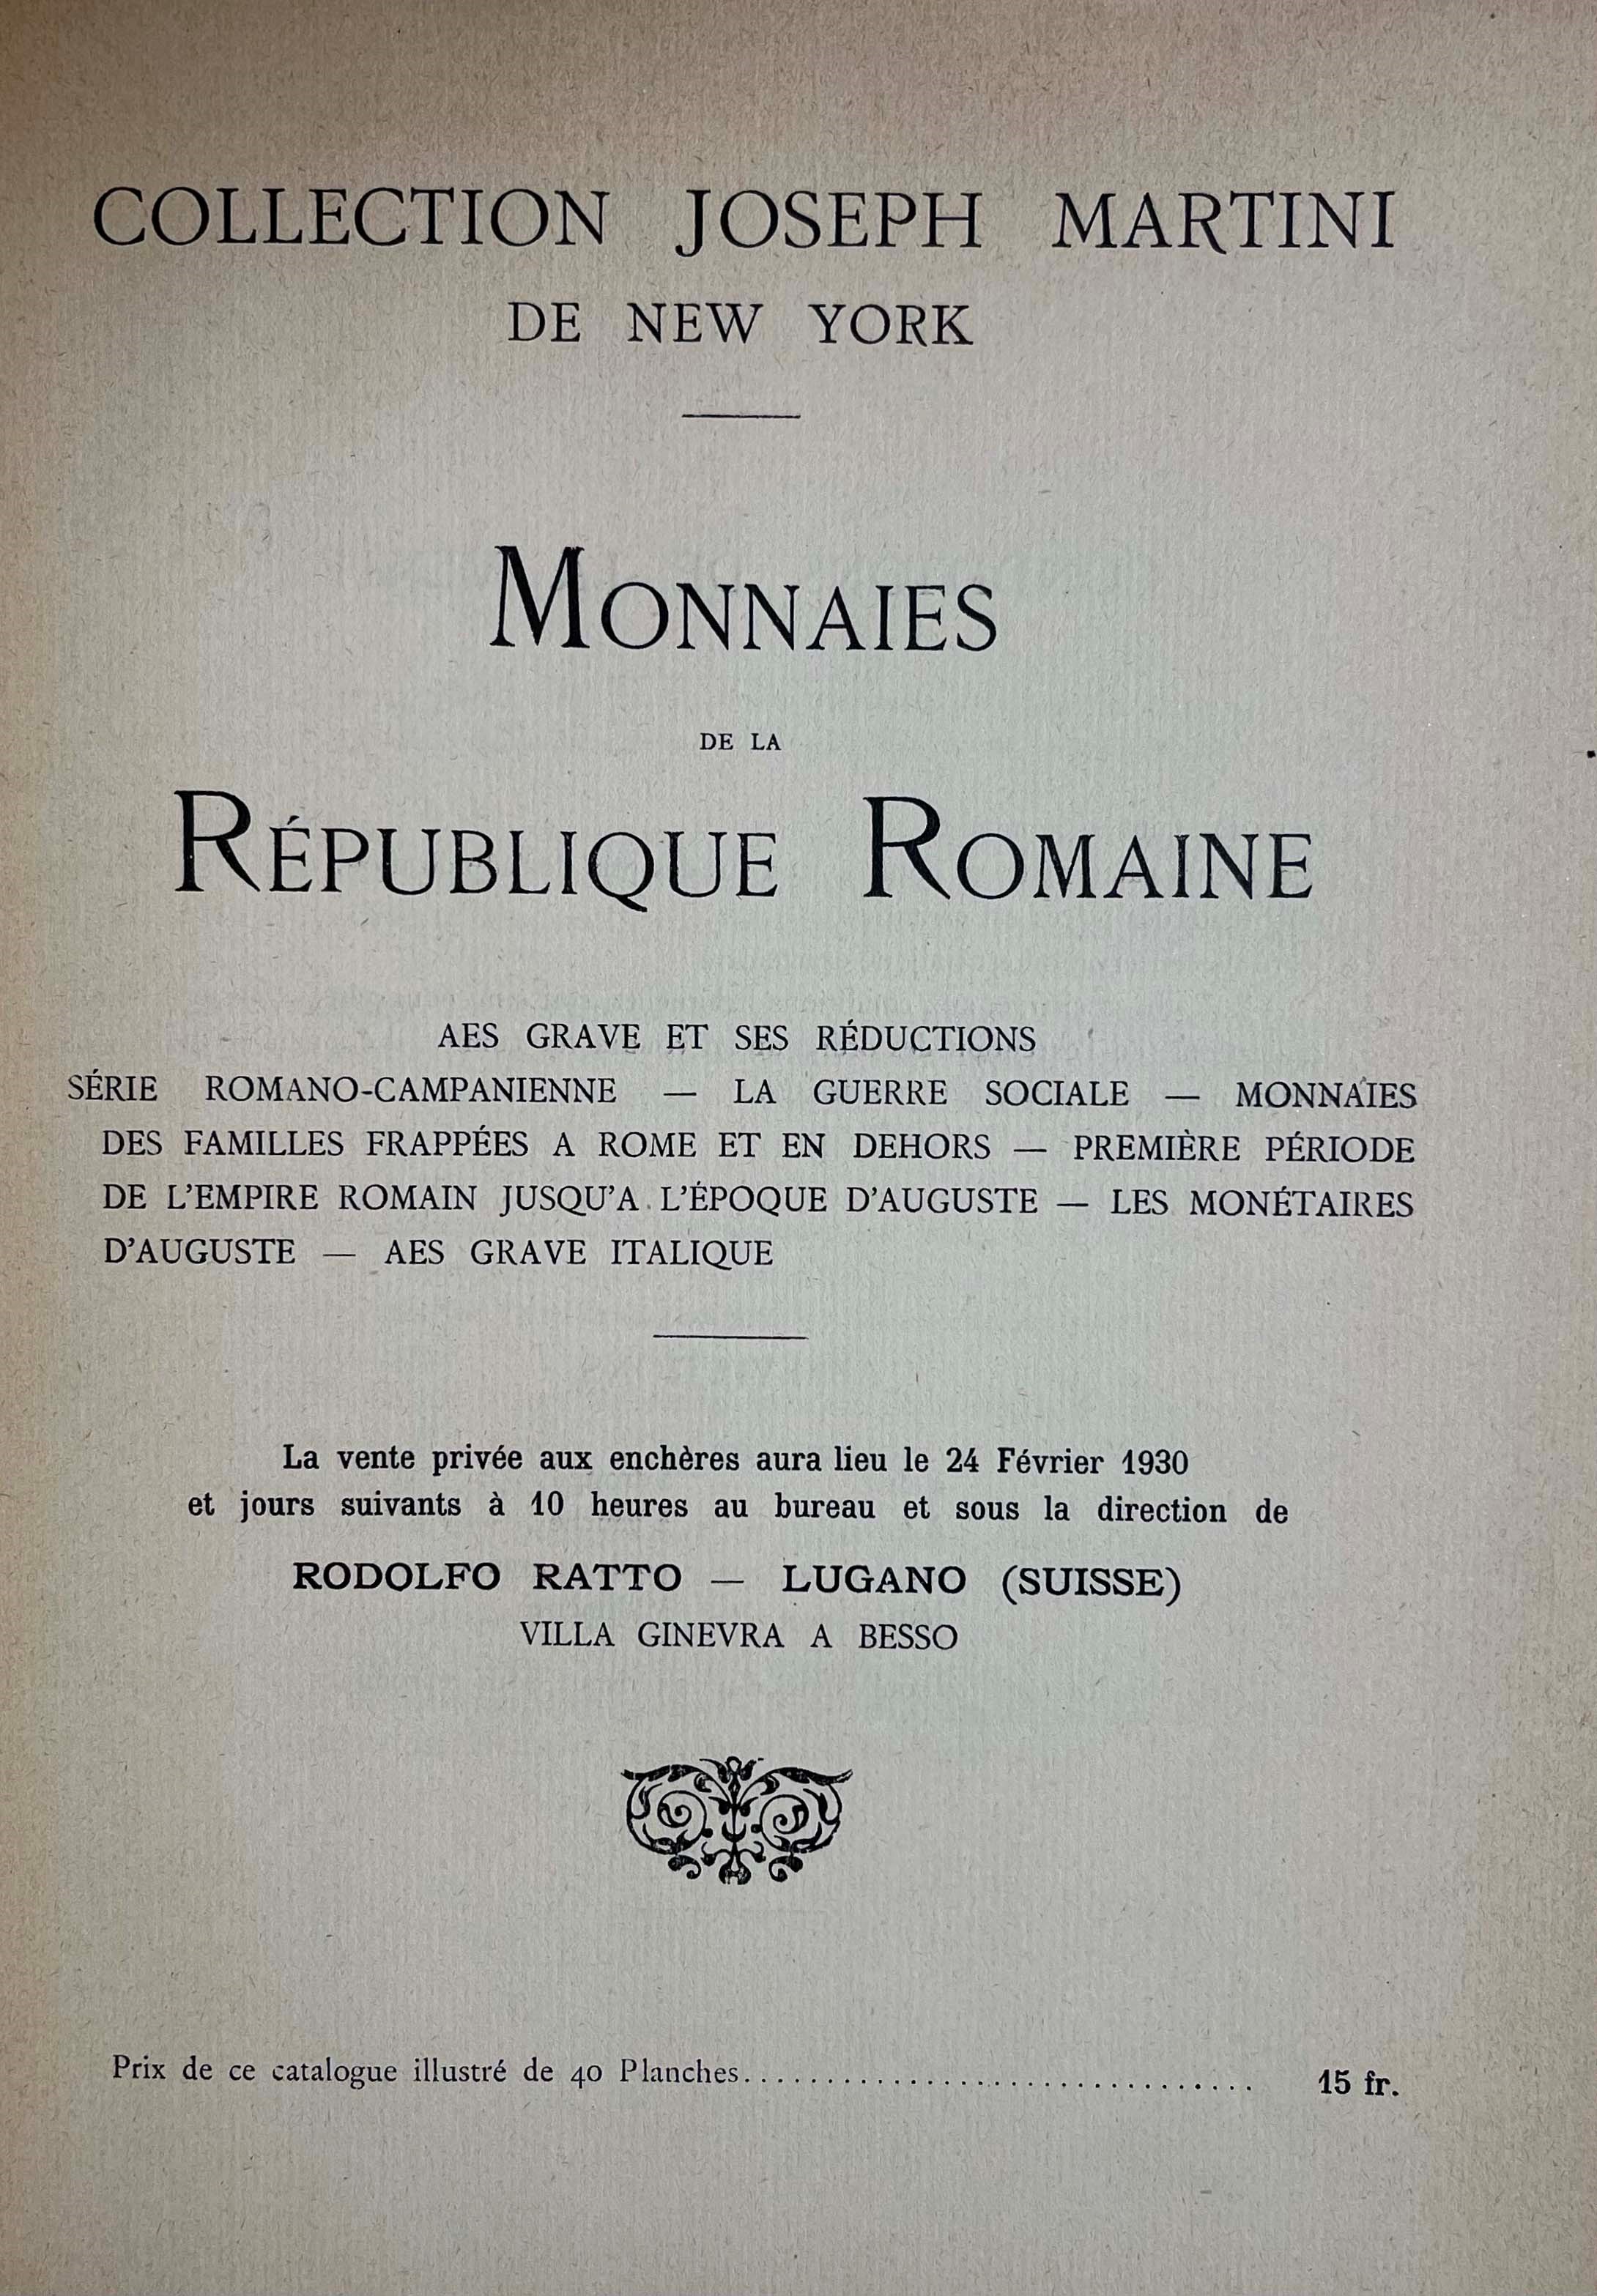 COLLECTION JOSEPH MARTINI
DE NEW YORK
MONNAIES
DE LA
RÉPUBLIQUE ROMAINE
AES GRAVE ET SES RÉDUCTIONS
SÉRIE ROMANO-CAMPANIENNE — LA GUERRE SOCIALE — MONNAIES
DES FAMILLES FRAPPÉES A ROME ET EN DEHORS — PREMIÈRE PÉRIODE
DE L'EMPIRE ROMAIN JUSQU'A L'ÉPOQUE D'AUGUSTE — LES MONÉTAIRES
D'AUGUSTE — AES GRAVE ITALIQUE
La vente privée aux enchères aura lieu le 24 Février 1930
et jours suivants à 10 heures au bureau et sous la direction de
RODOLFO RATTO — LUGANO (SUISSE)
VILLA GINEVRA A BESSO
Prix de ce catalogue illustré de 40 Planches................................ 15 fr.